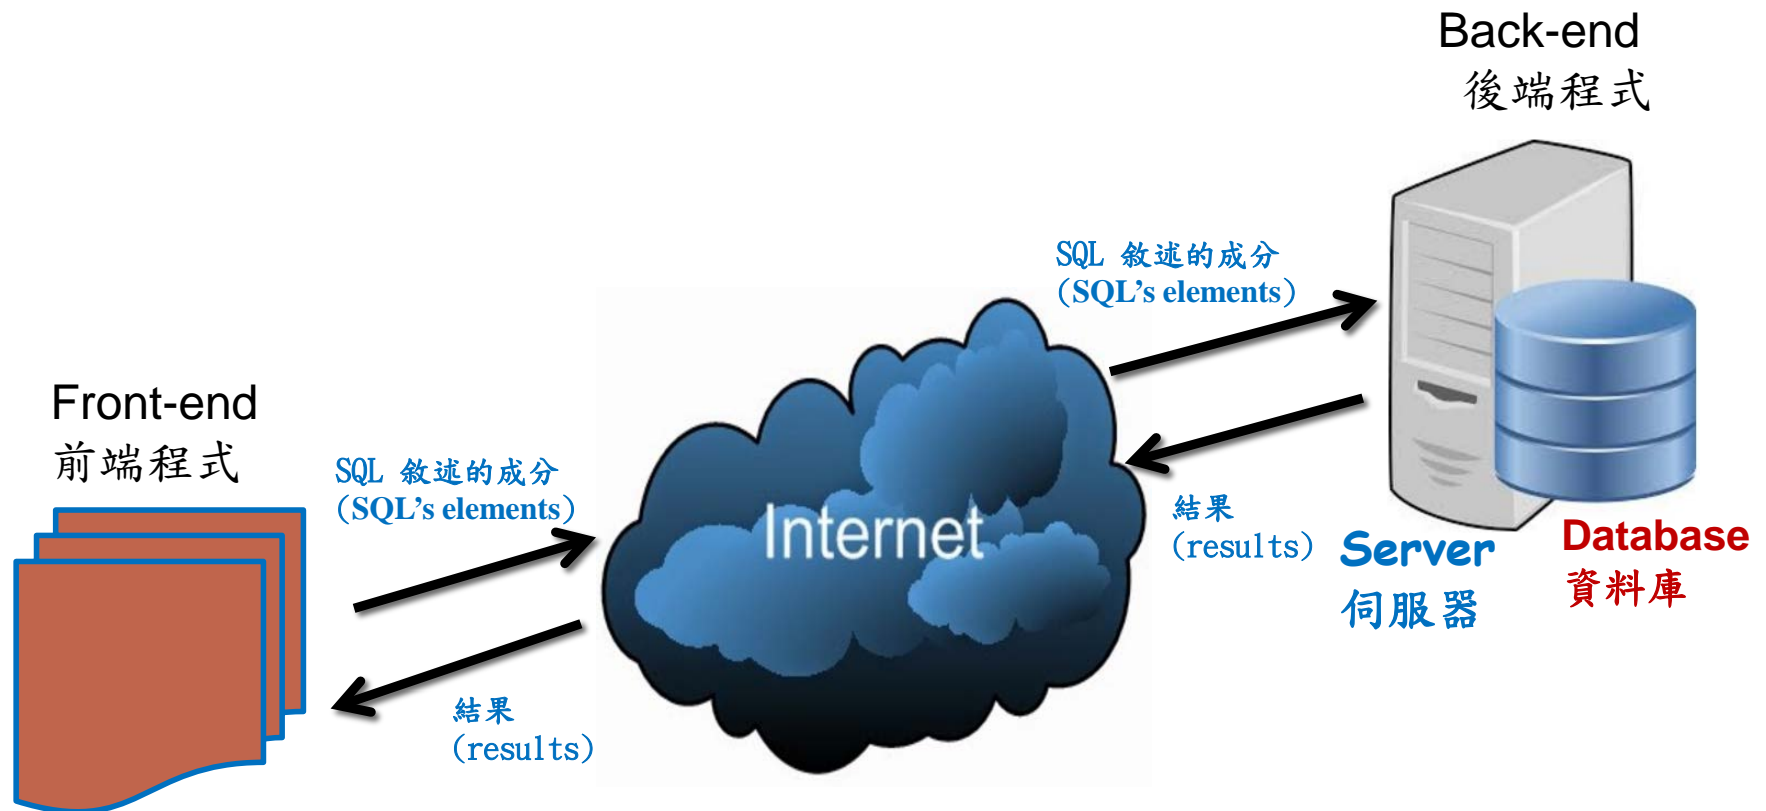 Back-end
後端程式
SQL 敘述的成分
(SQL's elements)
Front-end
前端程式
SQL 敘述的成分
(SQL's elements)
Internet
結果
(results)
Server
伺服器
Database
資料庫
結果
(results)